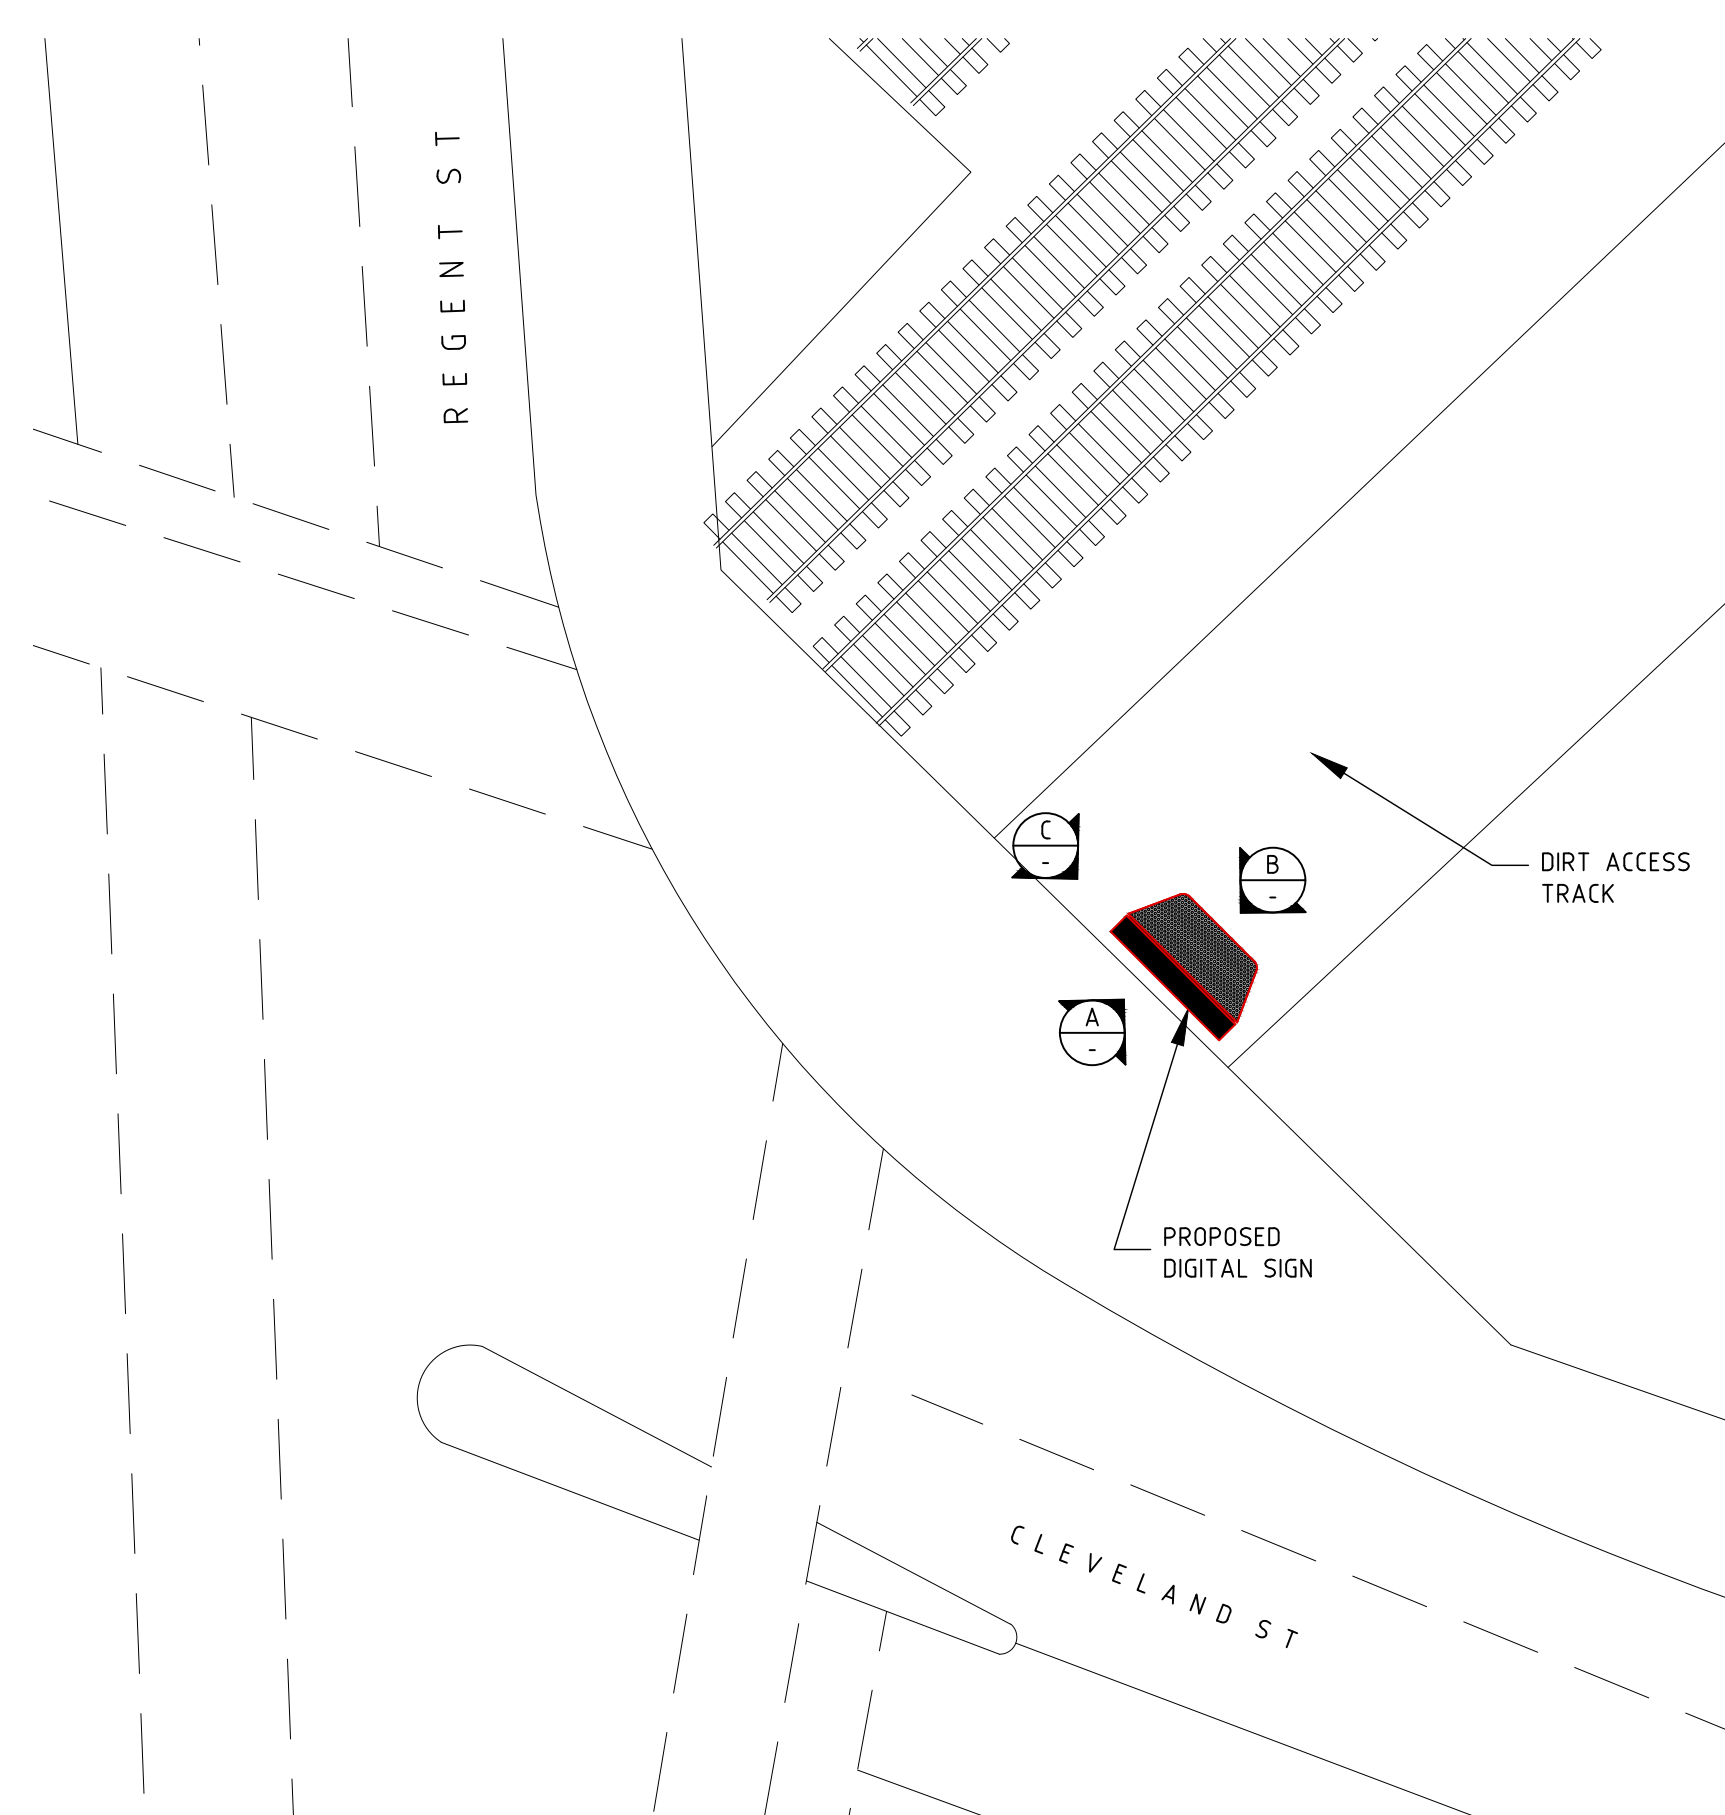 REGENT ST
C
-
B
-
DIRT ACCESS
TRACK
A
-
PROPOSED
DIGITAL SIGN
CLEVELAND ST